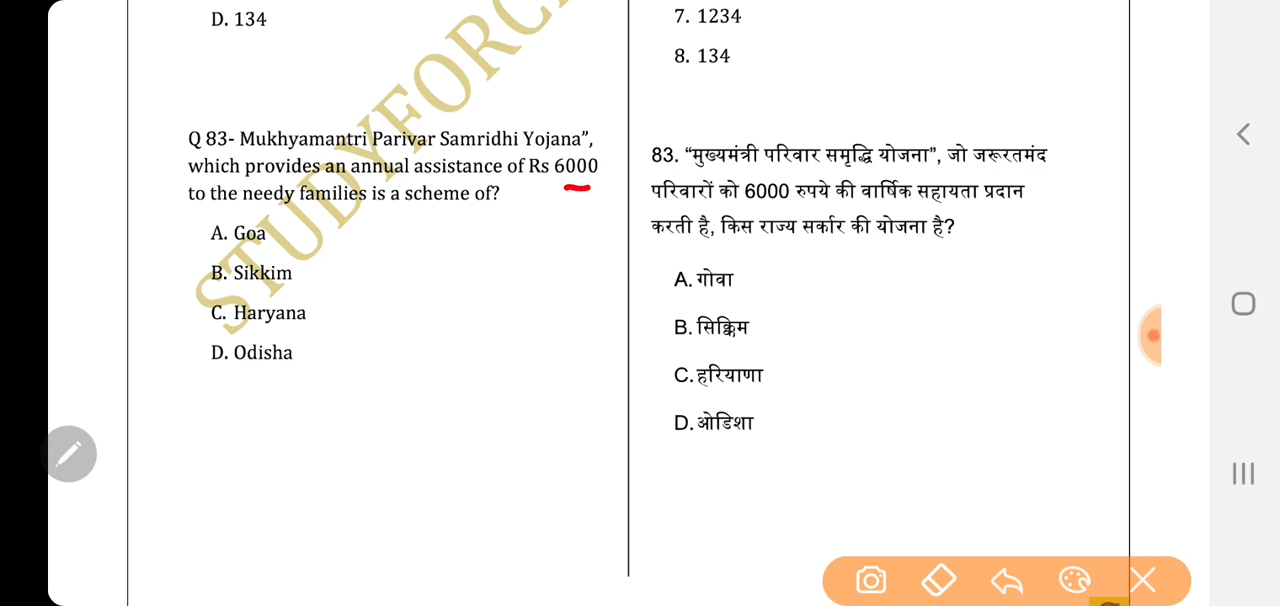 D. 134
Q 83- Mukhyamantri Parivar Samridhi Yojana”,
which provides an annual assistance of Rs 6000
to the needy families is a scheme of?
A. Goa
B. Sikkim
C. Haryana
D. Odisha
STUDYFORC
7. 1234
8. 134
83. “मुख्यमंत्री परिवार समृद्धि योजना”, जो जरूरतमंद
परिवारों को 6000 रुपये की वार्षिक सहायता प्रदान
करती है, किस राज्य सर्कार की योजना है?
A. गोवा
B. सिक्किम
C. हरियाणा
D. ओडिशा